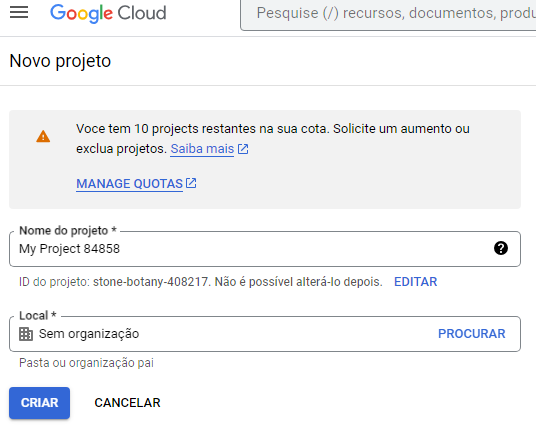 Google Cloud
Pesquise (/) recursos, documentos, produ
Novo projeto
Voce tem 10 projects restantes na sua cota. Solicite um aumento ou
exclua projetos. Saiba mais
MANAGE QUOTAS
Nome do projeto *
My Project 84858
ID do projeto: stone-botany-408217. Não é possível alterá-lo depois. EDITAR
Local *
Sem organização PROCURAR
Pasta ou organização pai
CRIAR CANCELAR